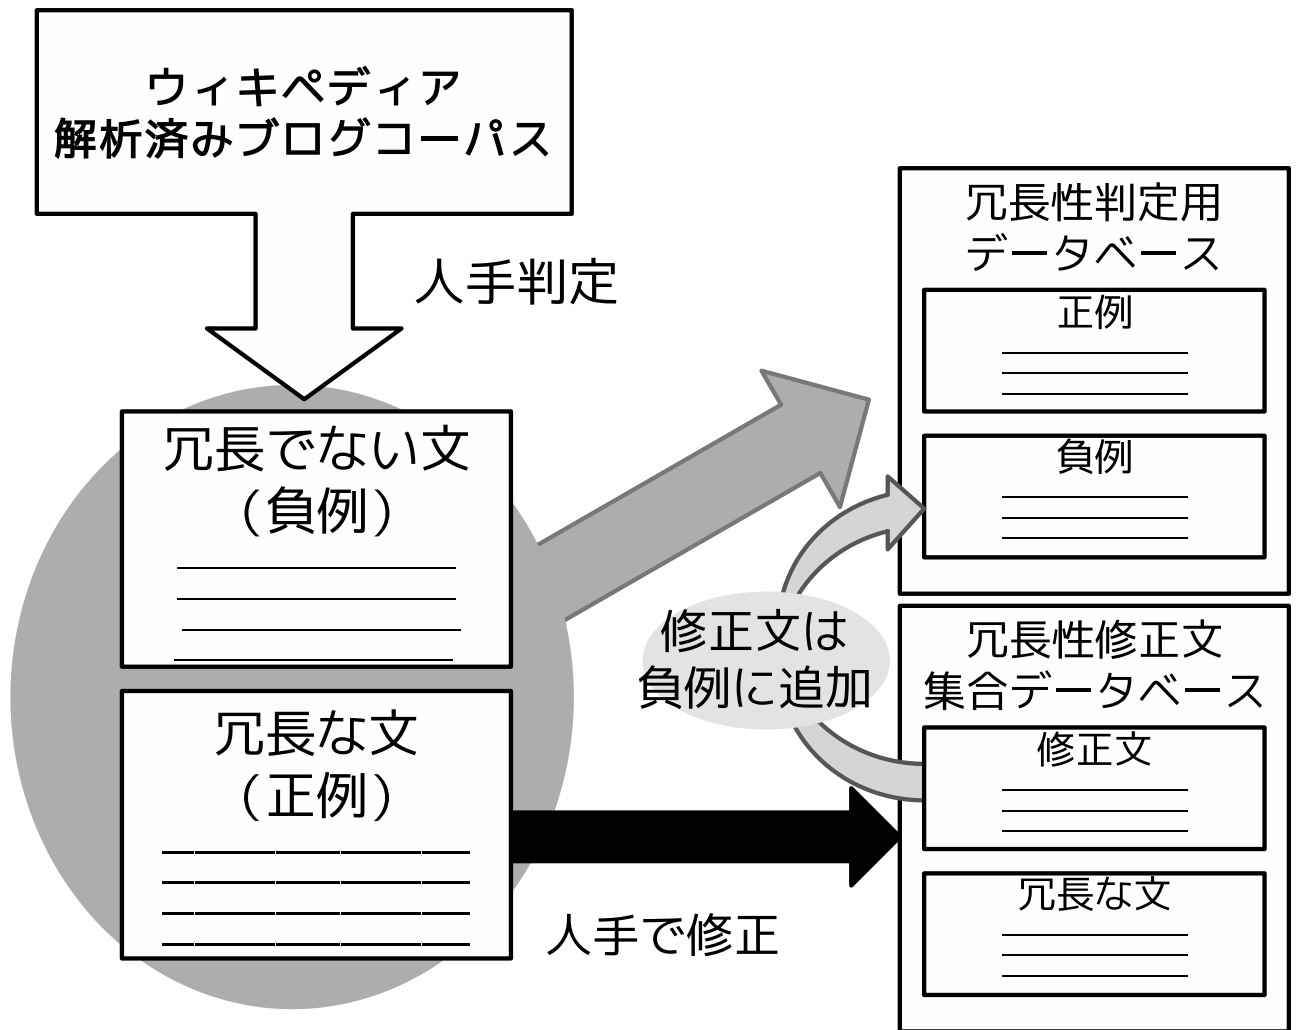 ウィキペディア
解析済みブログコーパス
人手判定
冗長でない文
（負例）
冗長な文
（正例）
人手で修正
修正文は
負例に追加
冗長性判定用
データベース
正例
負例
冗長性修正文
集合データベース
修正文
冗長な文